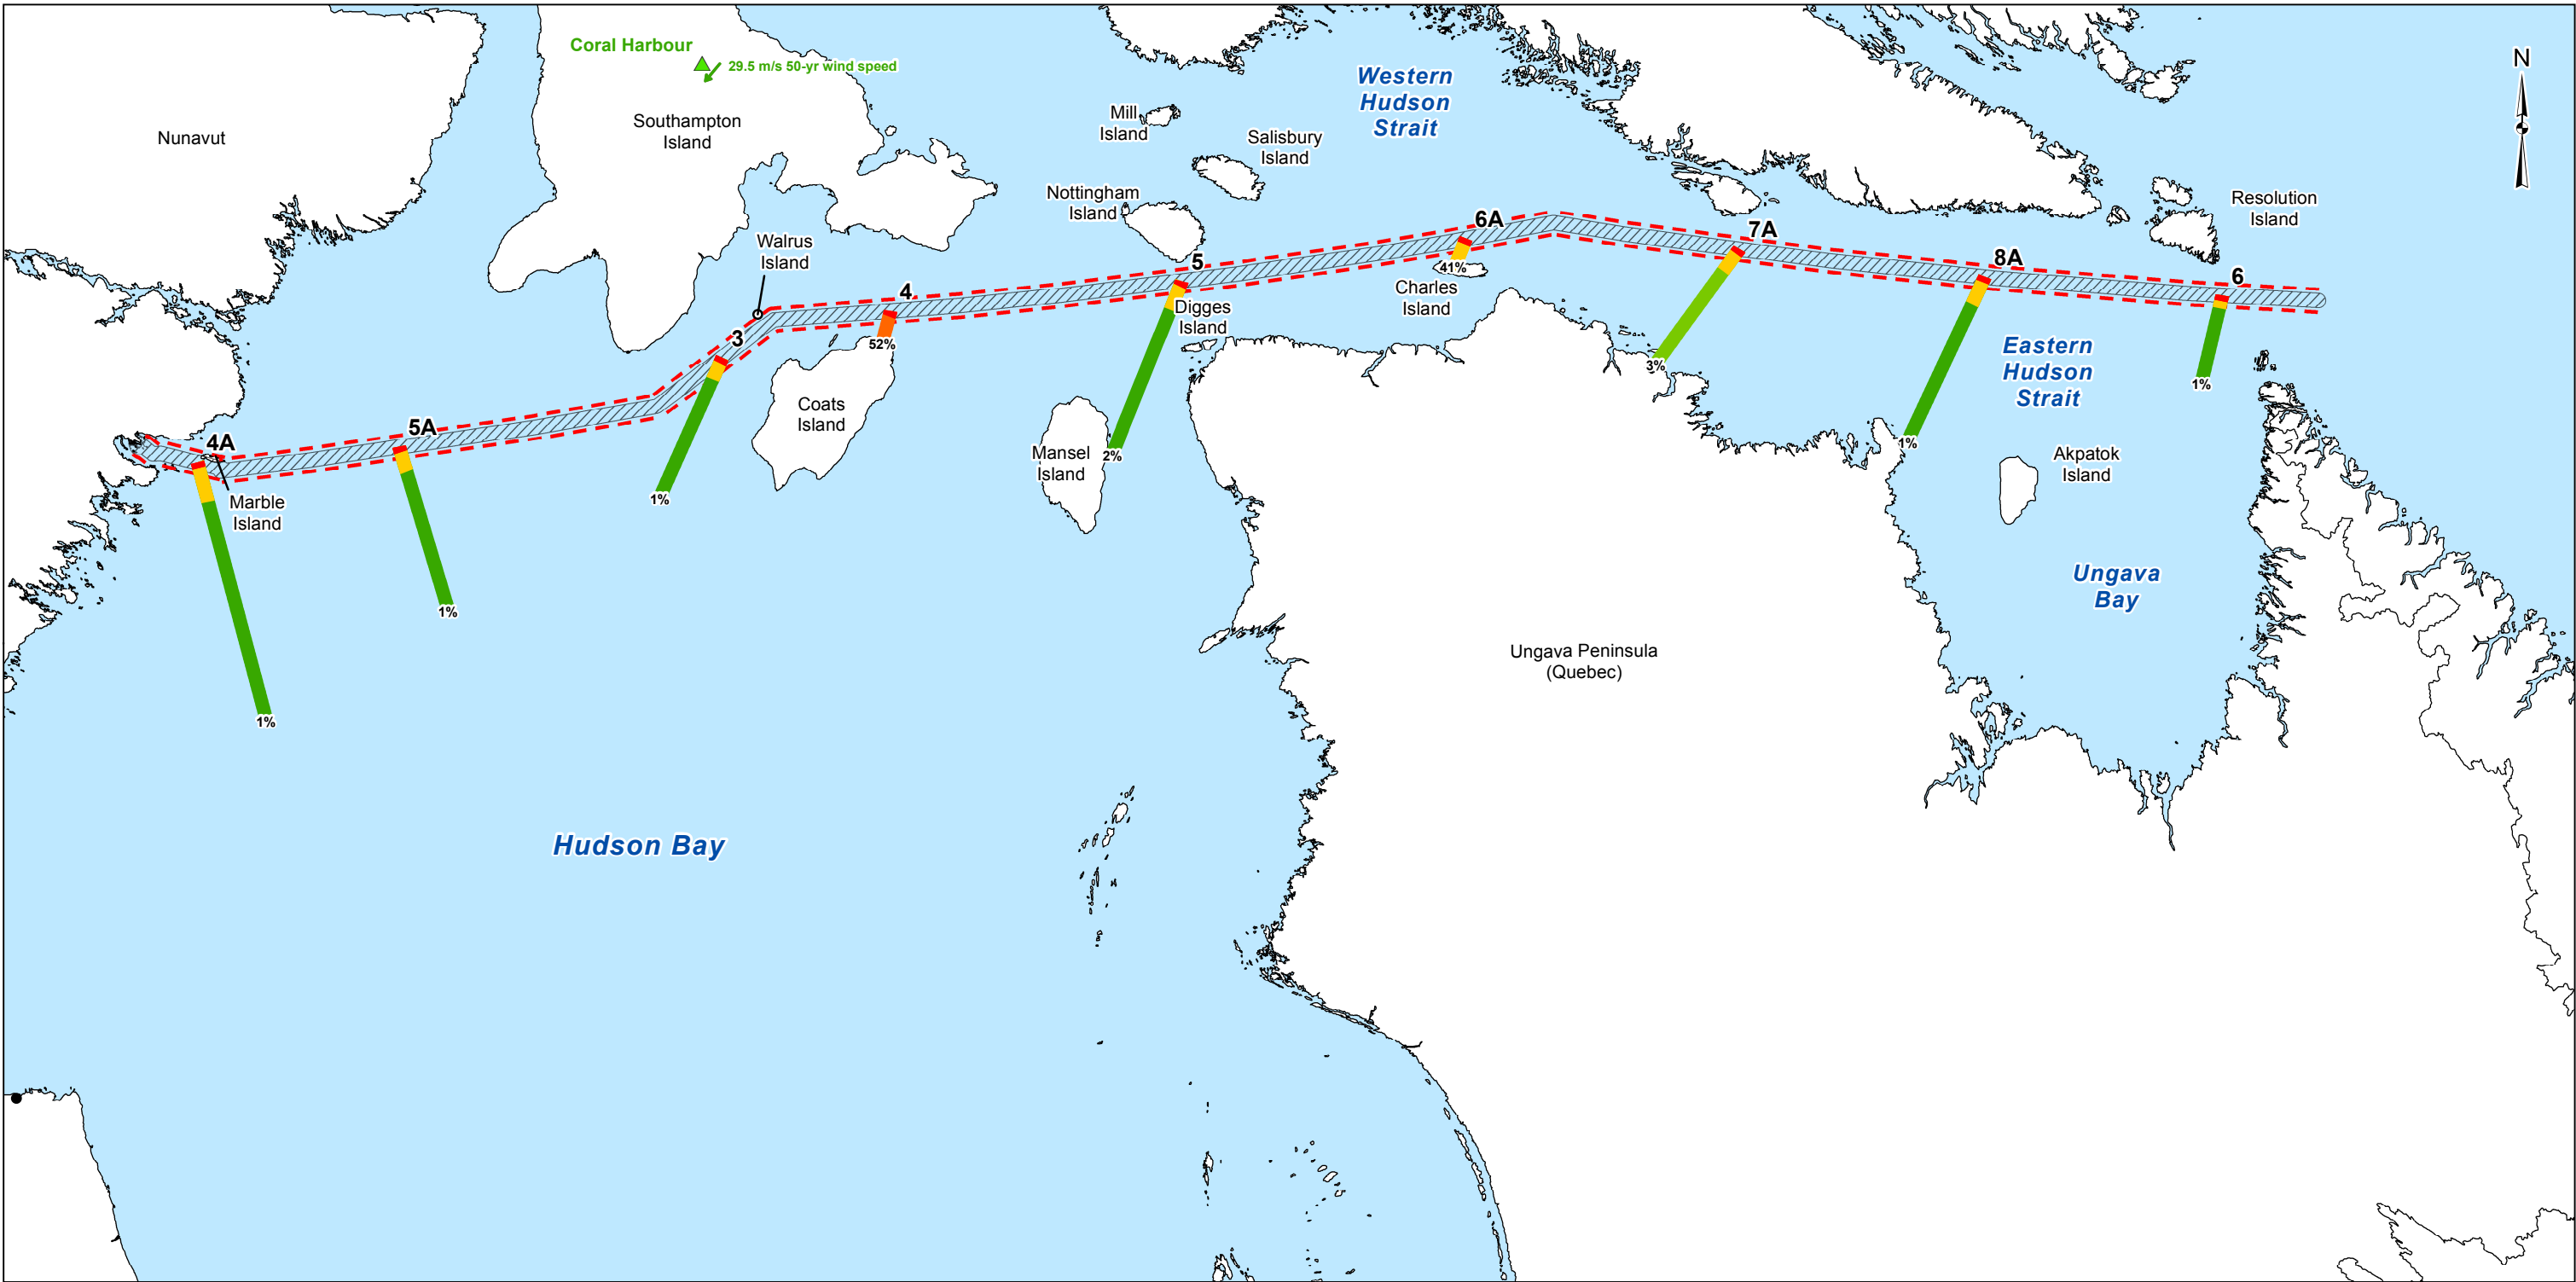 Coral Harbour
29.5 m/s 50-yr wind speed
N
Western
Hudson
Strait
Nunavut
Southampton
Island
Mill
Island
Salisbury
Island
Nottingham
Island
Resolution
Island
Walrus
Island
6A
7A
8A
5
6
4
3
41%
Charles
Island
Digges
Island
52%
3%
Eastern
Hudson
Strait
1%
Coats
Island
5A
4A
1%
2%
Mansel
Island
1%
Akpatok
Island
Marble
Island
1%
1%
Ungava
Bay
Ungava Peninsula
(Quebec)
Hudson Bay